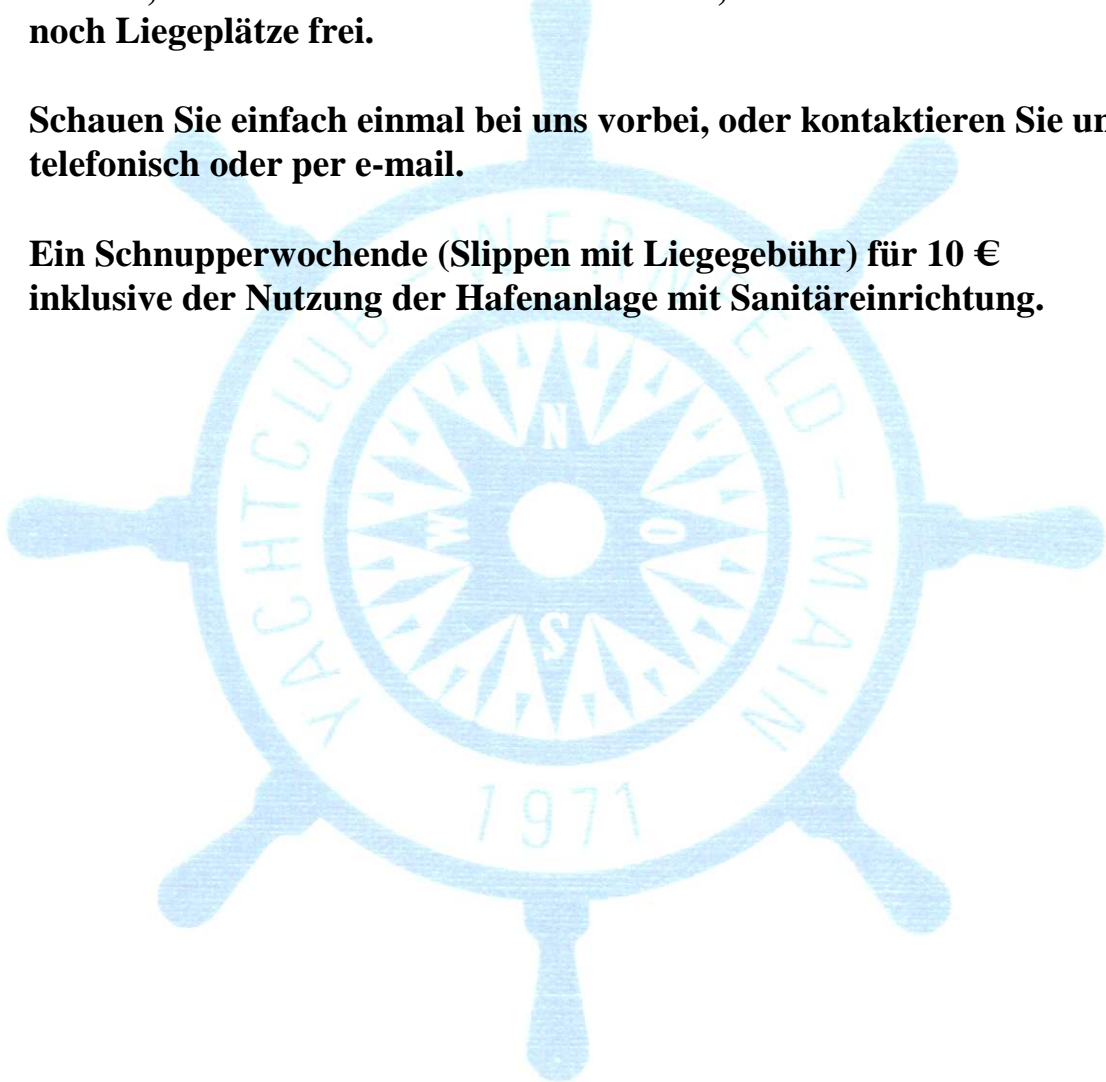 noch Liegeplätze frei.
Schauen Sie einfach einmal bei uns vorbei, oder kontaktieren Sie
telefonisch oder per e-mail.
Ein Schnupperwochende (Slippen mit Liegegebühr) für 10 €
inklusive der Nutzung der Hafenanlage mit Sanitäreinrichtung.
YACHTCLUB - WERNFELD - MAIN
N
W
O
S
1971